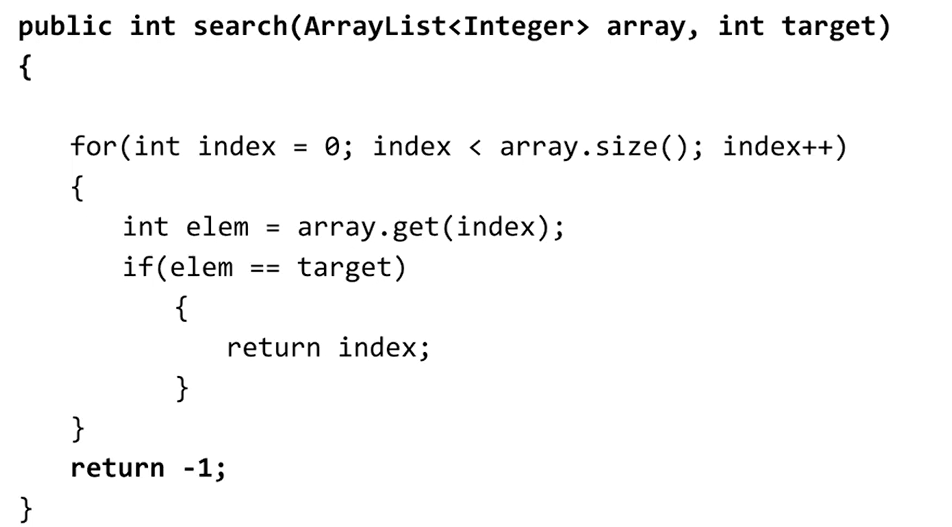 public int search(ArrayList<Integer> array, int target)
{
for(int index = 0; index < array.size(); index++)
{
int elem = array.get(index);
if(elem == target)
{
return index;
}
}
return -1;
}